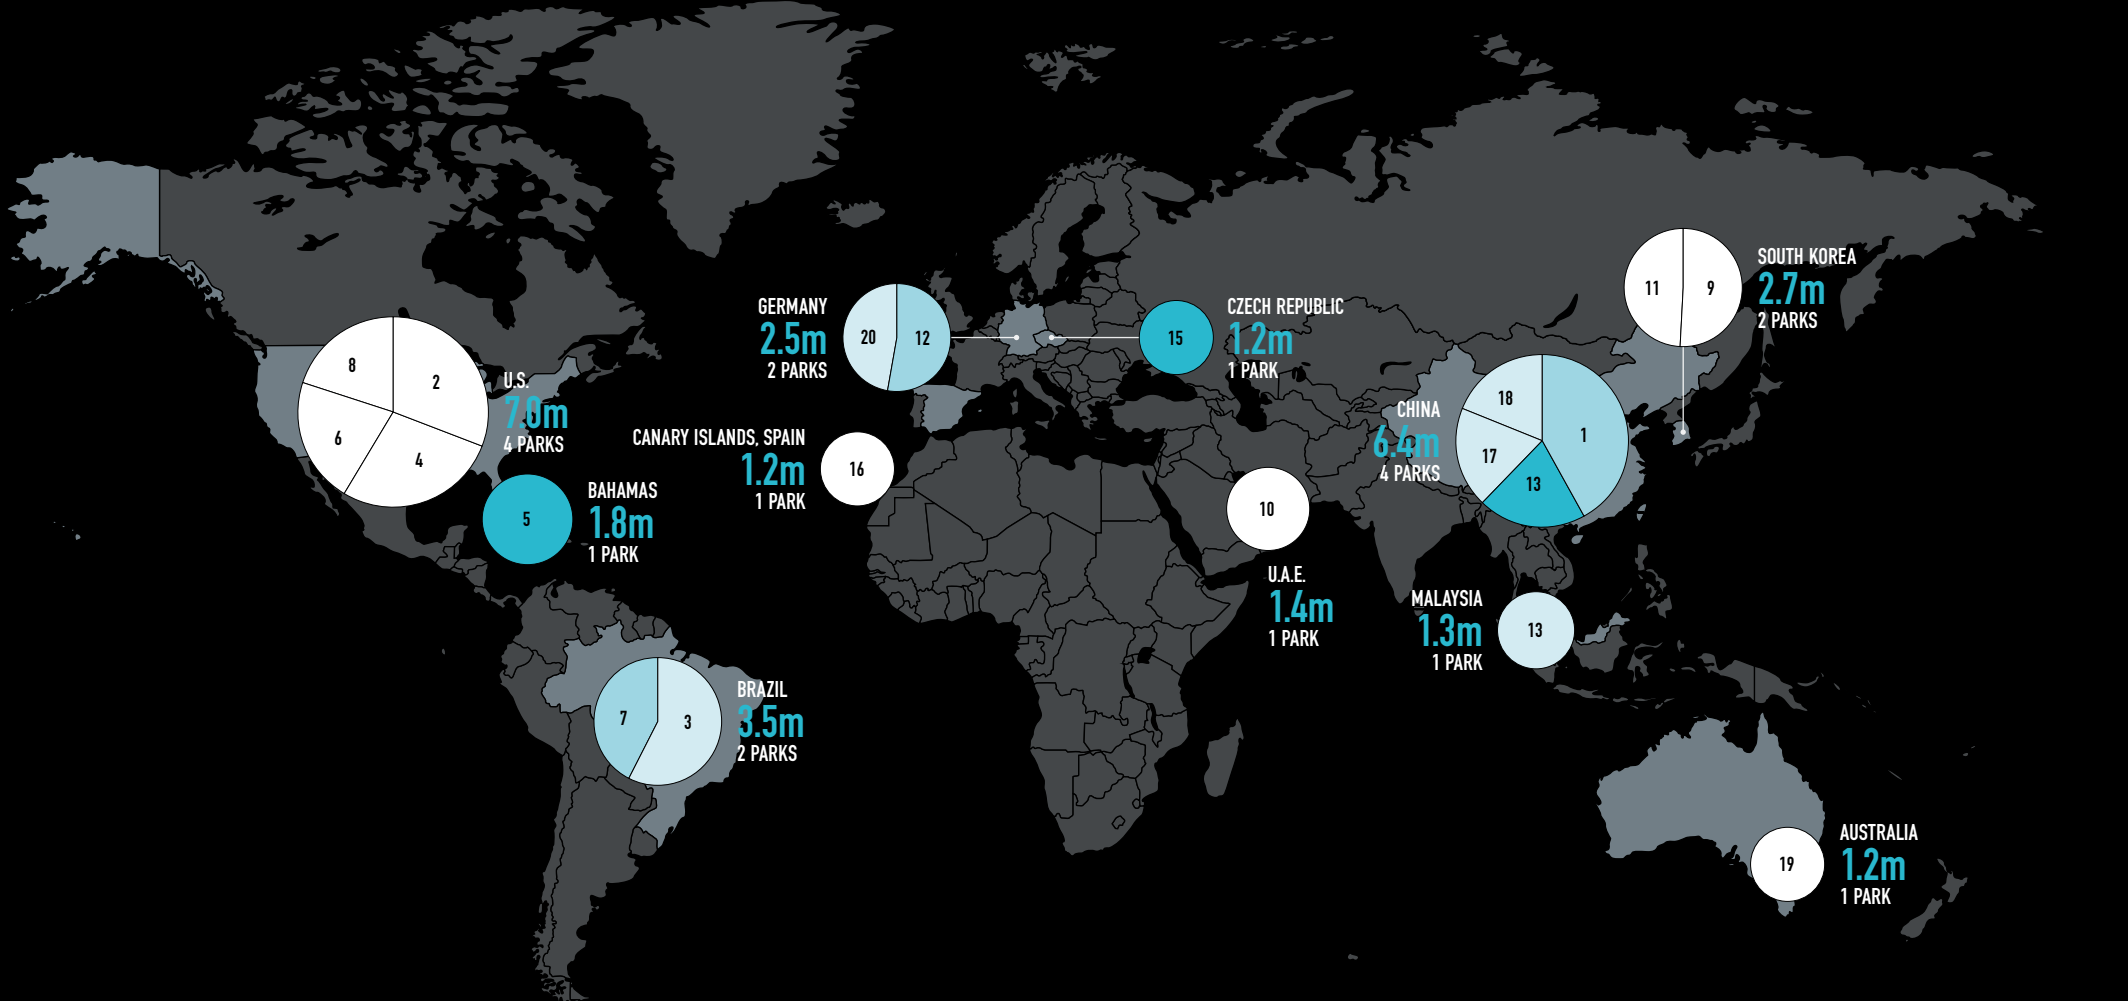 SOUTH KOREA
2.7m
2 PARKS
11
9
GERMANY
2.5m
2 PARKS
20
12
CZECH REPUBLIC
1.2m
1 PARK
15
U.S.
7.0m
4 PARKS
8
2
6
4
CHINA
6.4m
4 PARKS
18
1
17
13
CANARY ISLANDS, SPAIN
1.2m
1 PARK
16
BAHAMAS
1.8m
1 PARK
5
10
U.A.E.
1.4m
1 PARK
MALAYSIA
1.3m
1 PARK
13
BRAZIL
3.5m
2 PARKS
7
3
AUSTRALIA
1.2m
1 PARK
19